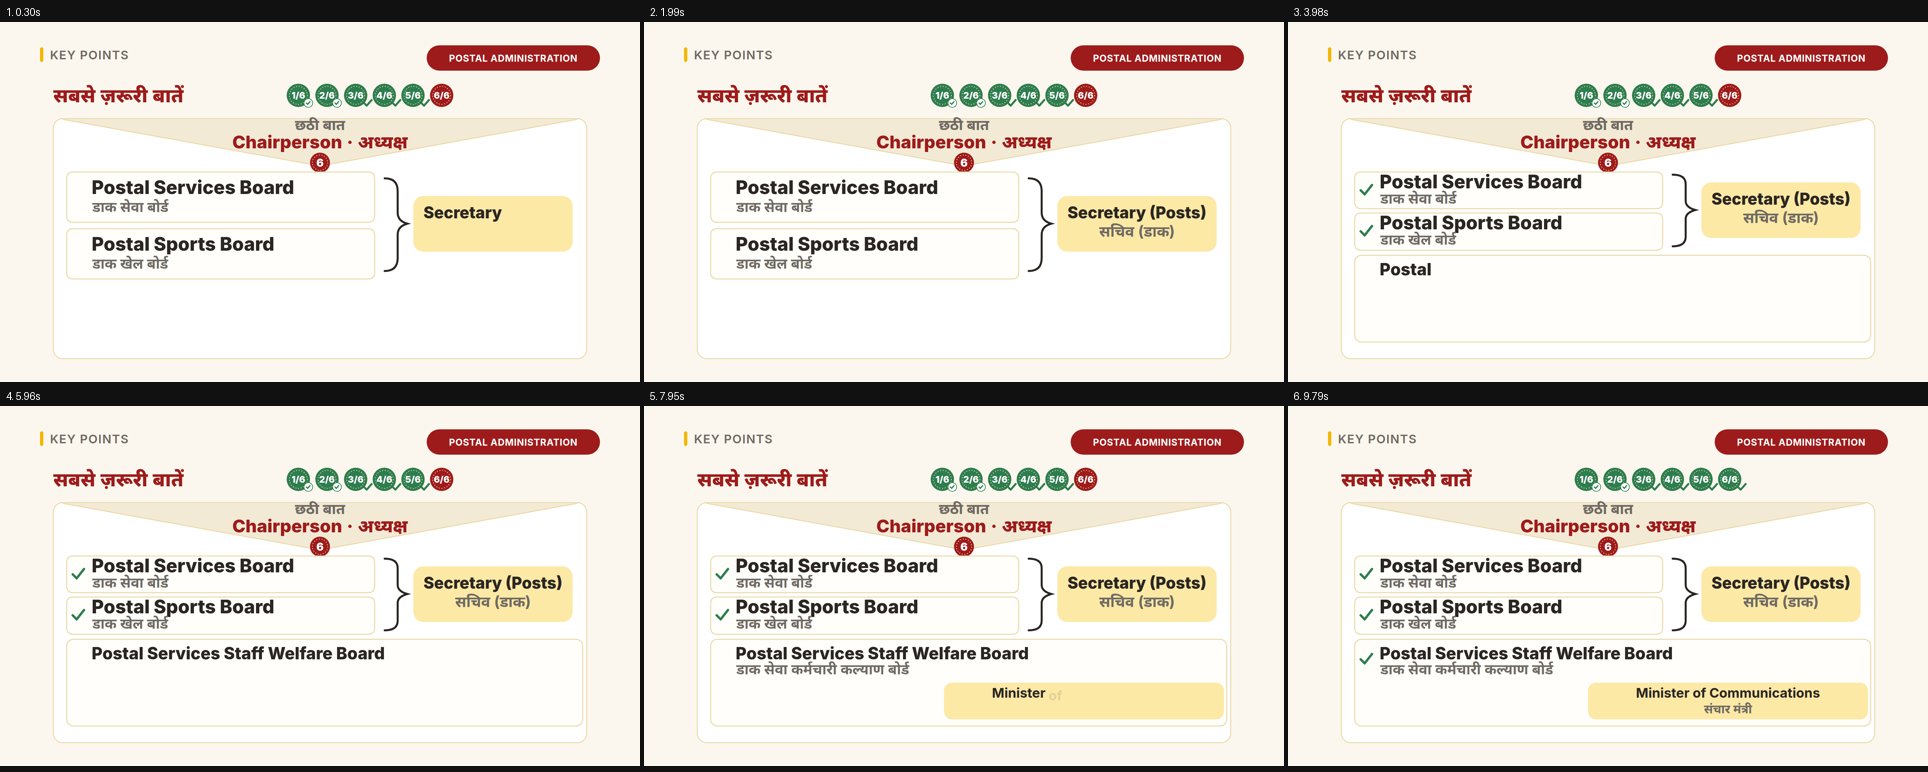 1. 0.30s
KEY POINTS
POSTAL ADMINISTRATION
सबसे ज़रूरी बातें
1/6 2/6 3/6 4/6 5/6 6/6
छठी बात
Chairperson · अध्यक्ष
6
Postal Services Board
डाक सेवा बोर्ड
Secretary
Postal Sports Board
डाक खेल बोर्ड
2. 1.99s
KEY POINTS
POSTAL ADMINISTRATION
सबसे ज़रूरी बातें
1/6 2/6 3/6 4/6 5/6 6/6
छठी बात
Chairperson · अध्यक्ष
6
Postal Services Board
डाक सेवा बोर्ड
Secretary (Posts)
सचिव (डाक)
Postal Sports Board
डाक खेल बोर्ड
3. 3.98s
KEY POINTS
POSTAL ADMINISTRATION
सबसे ज़रूरी बातें
1/6 2/6 3/6 4/6 5/6 6/6
छठी बात
Chairperson · अध्यक्ष
6
Postal Services Board
डाक सेवा बोर्ड
Secretary (Posts)
सचिव (डाक)
Postal Sports Board
डाक खेल बोर्ड
Postal
4. 5.96s
KEY POINTS
POSTAL ADMINISTRATION
सबसे ज़रूरी बातें
1/6 2/6 3/6 4/6 5/6 6/6
छठी बात
Chairperson · अध्यक्ष
6
Postal Services Board
डाक सेवा बोर्ड
Secretary (Posts)
सचिव (डाक)
Postal Sports Board
डाक खेल बोर्ड
Postal Services Staff Welfare Board
5. 7.95s
KEY POINTS
POSTAL ADMINISTRATION
सबसे ज़रूरी बातें
1/6 2/6 3/6 4/6 5/6 6/6
छठी बात
Chairperson · अध्यक्ष
6
Postal Services Board
डाक सेवा बोर्ड
Secretary (Posts)
सचिव (डाक)
Postal Sports Board
डाक खेल बोर्ड
Postal Services Staff Welfare Board
डाक सेवा कर्मचारी कल्याण बोर्ड
Minister of
6. 9.79s
KEY POINTS
POSTAL ADMINISTRATION
सबसे ज़रूरी बातें
1/6 2/6 3/6 4/6 5/6 6/6
छठी बात
Chairperson · अध्यक्ष
6
Postal Services Board
डाक सेवा बोर्ड
Secretary (Posts)
सचिव (डाक)
Postal Sports Board
डाक खेल बोर्ड
Postal Services Staff Welfare Board
डाक सेवा कर्मचारी कल्याण बोर्ड
Minister of Communications
संचार मंत्री